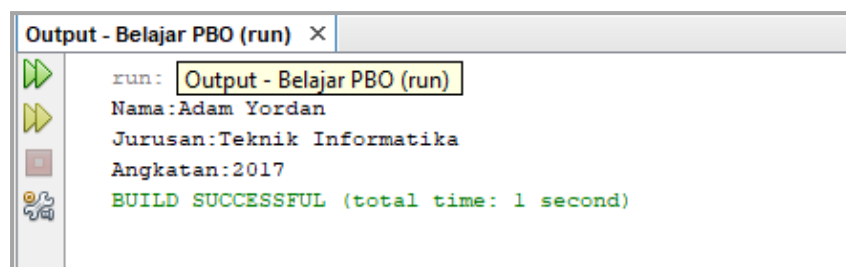 Output - Belajar PBO (run) ×
run:
Output - Belajar PBO (run)
Nama:Adam Yordan
Jurusan:Teknik Informatika
Angkatan:2017
BUILD SUCCESSFUL (total time: 1 second)